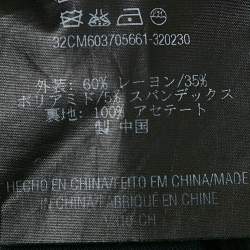 32CM603705661-320230
外装: 60% レーヨン/35%
ポリアミド/5% スパンデックス
裏地: 100% アセテート
製 中国
HECHO EN CHINA/FEITO EM CHINA/MADE
IN CHINA/FABRIQUÉ EN CHINE